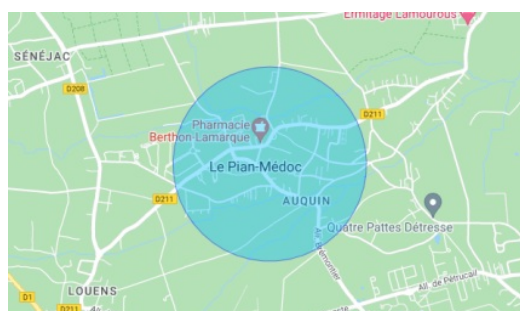 Ermitage Lamourous
SÉNÉJAC
D208
D211
Pharmacie
Berthon-Lamarque
Le Pian-Médoc
D211
AUQUIN
Quatre Pattes Détresse
LOUENS
D1
D211
All. de Pétrucail